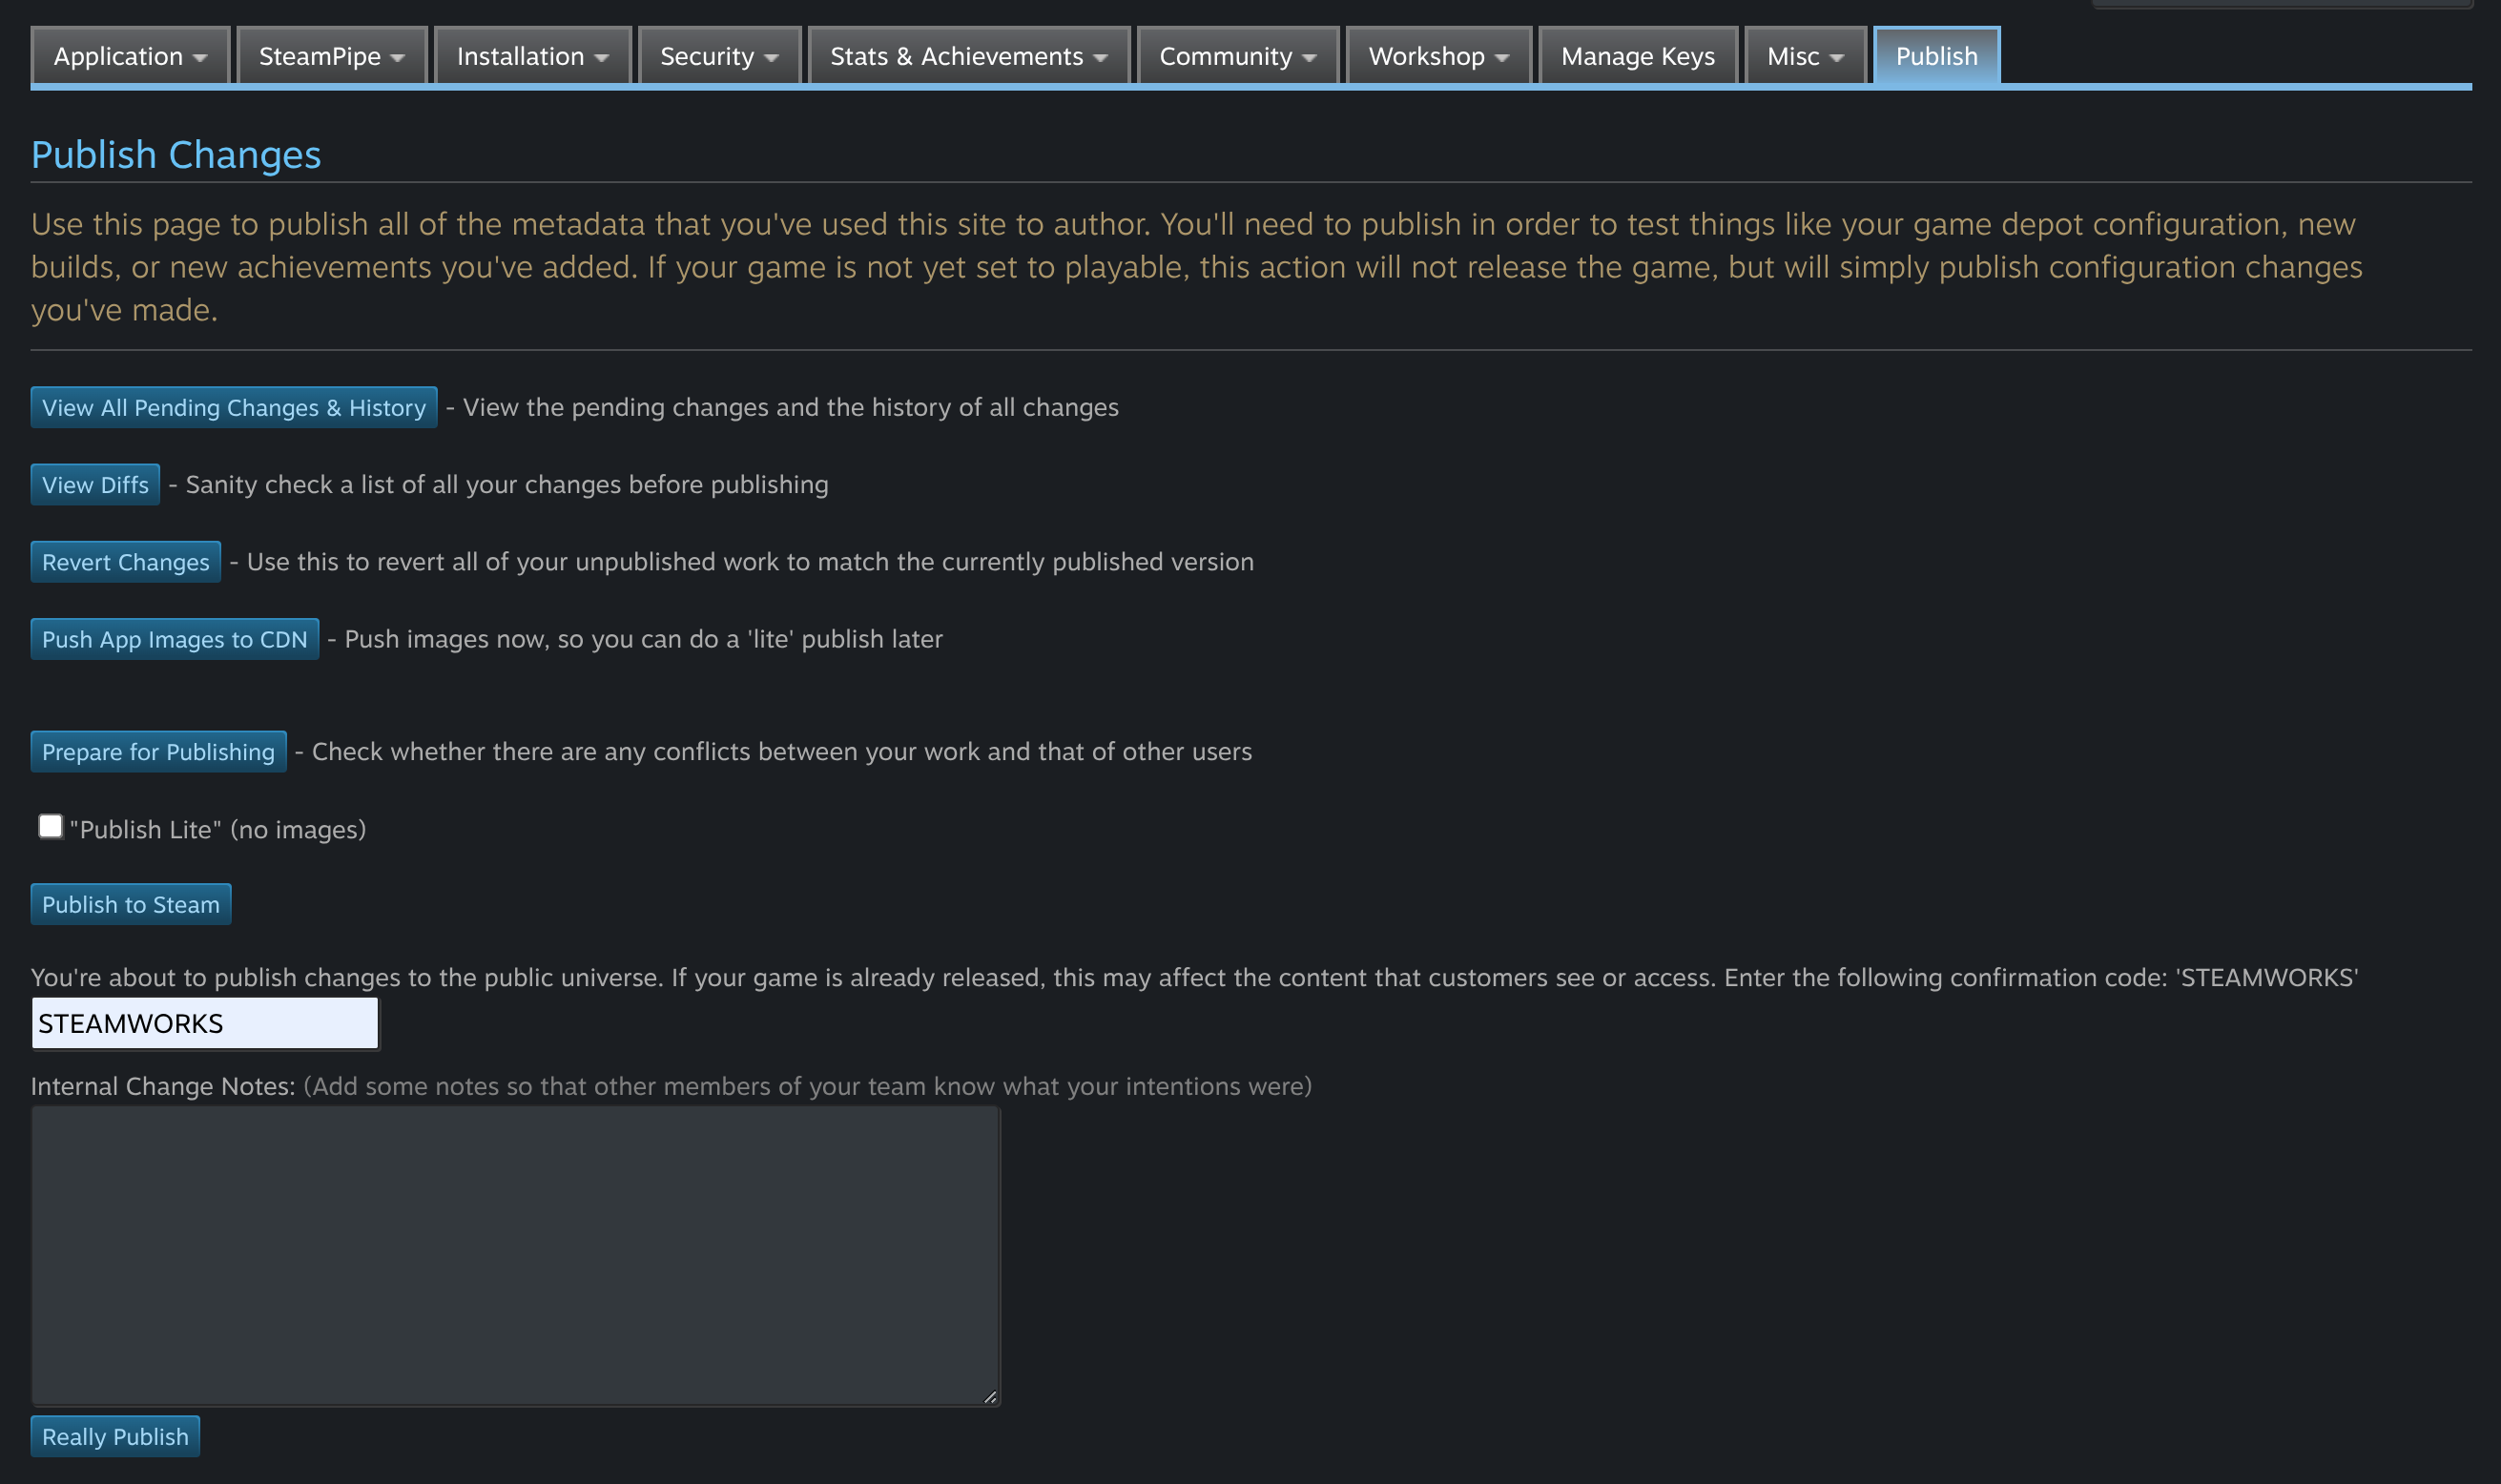 Application SteamPipe Installation Security Stats & Achievements Community Workshop Manage Keys Misc Publish
Publish Changes
Use this page to publish all of the metadata that you've used this site to author. You'll need to publish in order to test things like your game depot configuration, new
builds, or new achievements you've added. If your game is not yet set to playable, this action will not release the game, but will simply publish configuration changes
you've made.
View All Pending Changes & History - View the pending changes and the history of all changes
View Diffs - Sanity check a list of all your changes before publishing
Revert Changes - Use this to revert all of your unpublished work to match the currently published version
Push App Images to CDN - Push images now, so you can do a 'lite' publish later
Prepare for Publishing - Check whether there are any conflicts between your work and that of other users
"Publish Lite" (no images)
Publish to Steam
You're about to publish changes to the public universe. If your game is already released, this may affect the content that customers see or access. Enter the following confirmation code: 'STEAMWORKS'
STEAMWORKS
Internal Change Notes: (Add some notes so that other members of your team know what your intentions were)
Really Publish